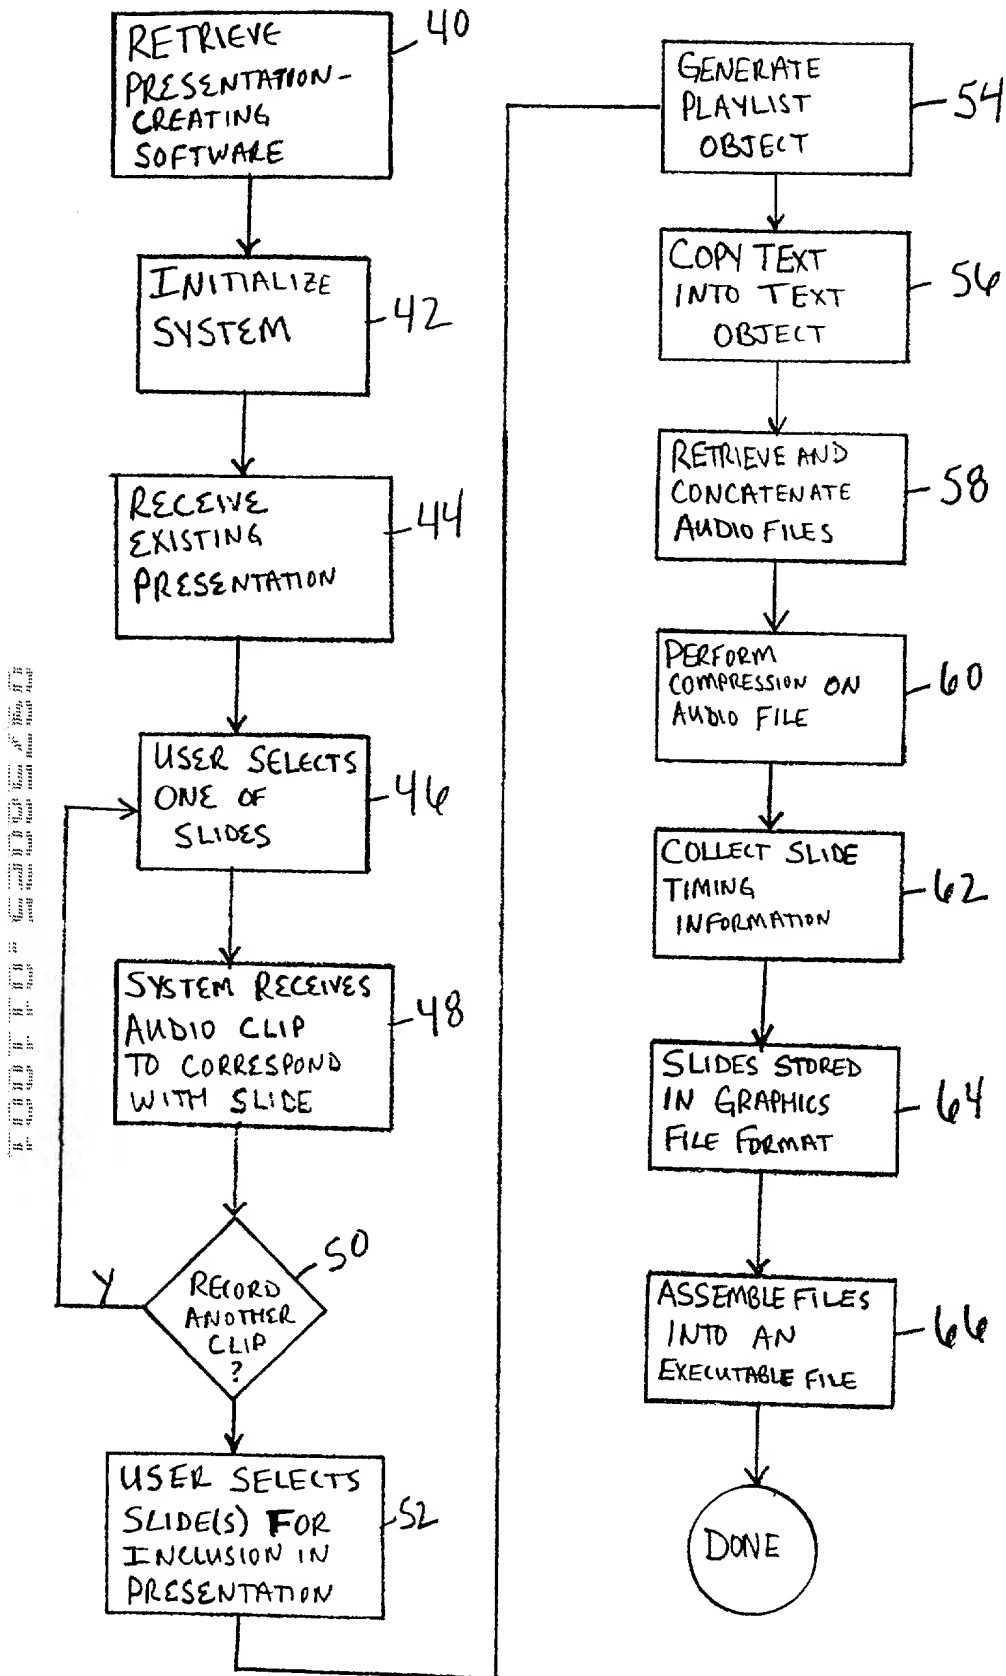 RETRIEVE
PRESENTATION-
CREATING
SOFTWARE
40
INITIALIZE
SYSTEM
42
RECEIVE
EXISTING
PRESENTATION
44
USER SELECTS
ONE OF
SLIDES
46
SYSTEM RECEIVES
AUDIO CLIP
TO CORRESPOND
WITH SLIDE
48
RECORD
ANOTHER
CLIP
?
50
Y
USER SELECTS
SLIDE(S) FOR
INCLUSION IN
PRESENTATION
52
GENERATE
PLAYLIST
OBJECT
54
COPY TEXT
INTO TEXT
OBJECT
56
RETRIEVE AND
CONCATENATE
AUDIO FILES
58
PERFORM
COMPRESSION ON
AUDIO FILE
60
COLLECT SLIDE
TIMING
INFORMATION
62
SLIDES STORED
IN GRAPHICS
FILE FORMAT
64
ASSEMBLE FILES
INTO AN
EXECUTABLE FILE
66
DONE